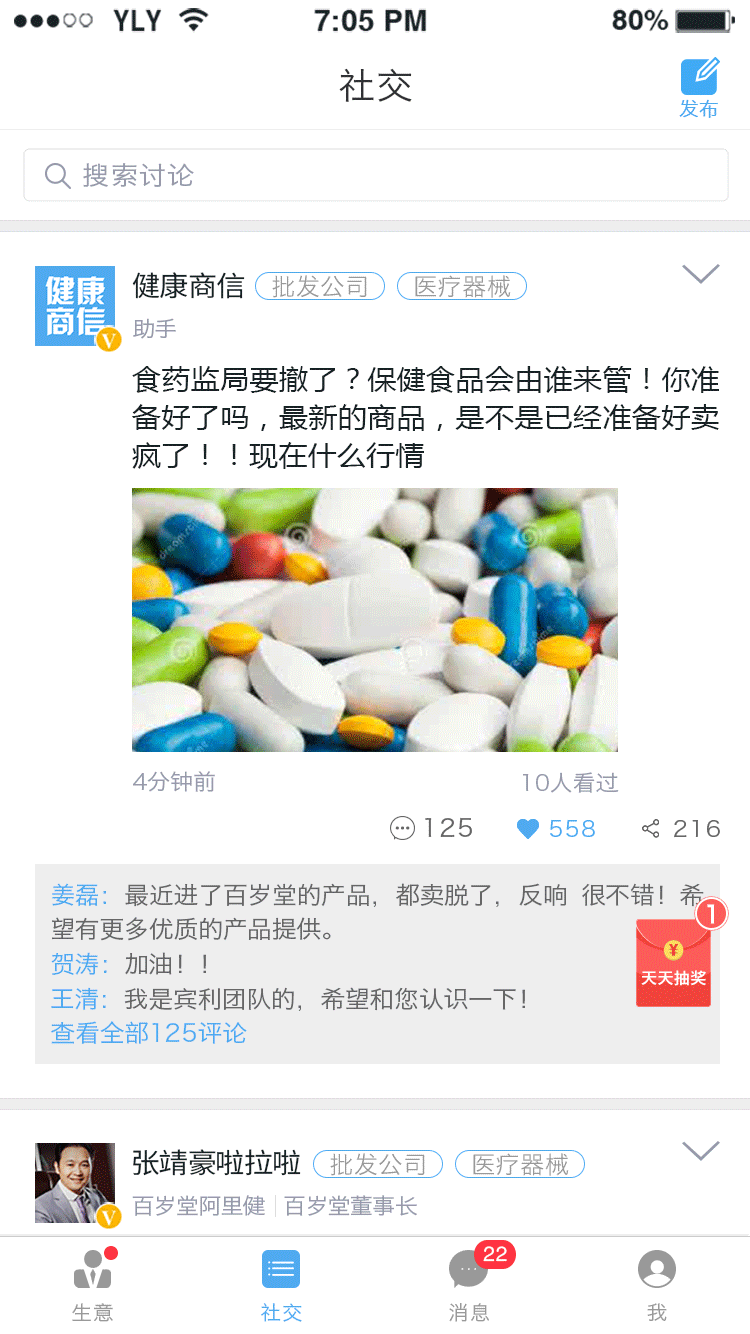 YLY 7:05 PM 80%
社交
发布
搜索讨论
健康
商信
V
健康商信 批发公司 医疗器械
助手
食药监局要撤了？保健食品会由谁来管！你准
备好了吗，最新的商品，是不是已经准备好卖
疯了！！现在什么行情
dreamstime
4分钟前 10人看过
125 558 216
姜磊：最近进了百岁堂的产品，都卖脱了，反响 很不错！希
望有更多优质的产品提供。
贺涛：加油！！
王清：我是宾利团队的，希望和您认识一下！
查看全部125评论
1
¥
天天抽奖
张靖豪啦拉啦 批发公司 医疗器械
V
百岁堂阿里健 百岁堂董事长
22
生意 社交 消息 我